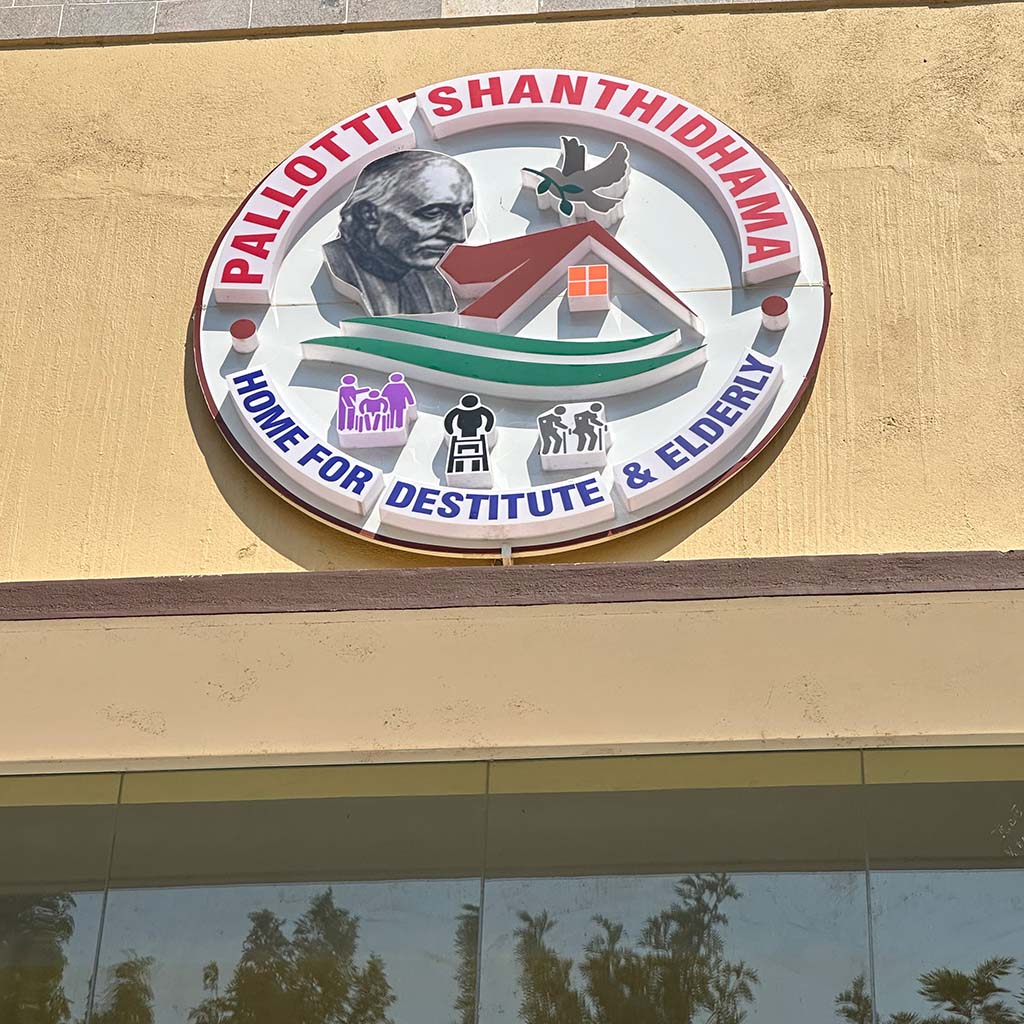 PALLOTTI SHANTHIDHAMA
HOME FOR DESTITUTE & ELDERLY